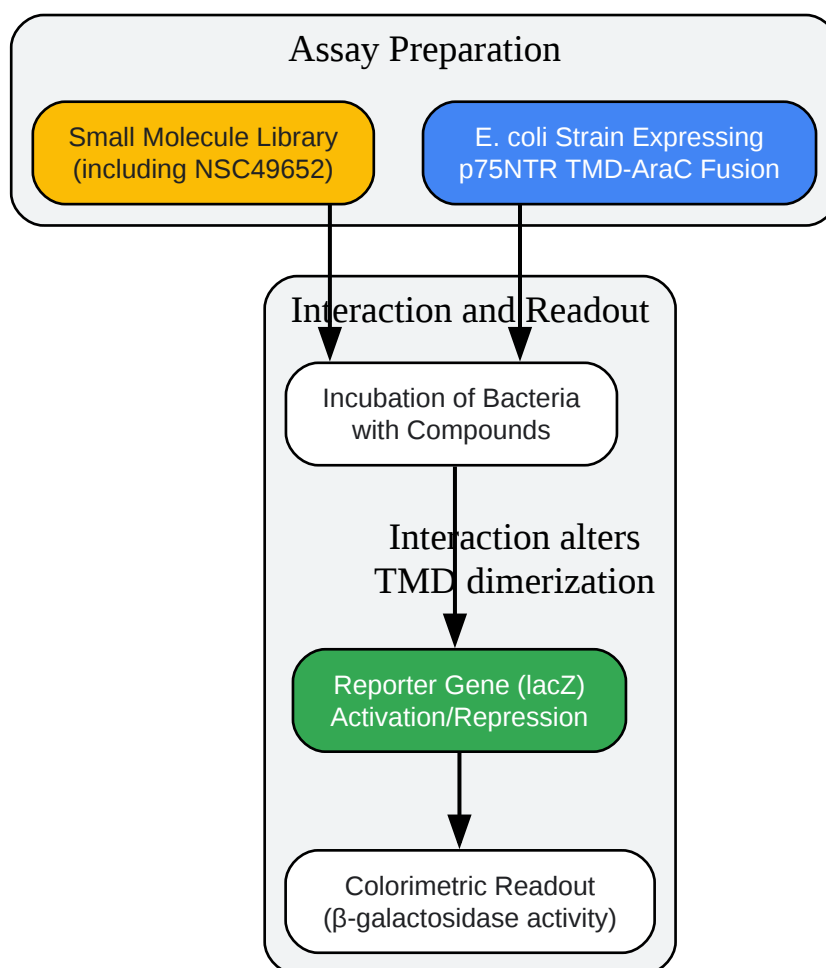 Assay Preparation
Small Molecule Library
(including NSC49652)
E. coli Strain Expressing
p75NTR TMD-AraC Fusion
Interaction and Readout
Incubation of Bacteria
with Compounds
Interaction alters
TMD dimerization
Reporter Gene (lacZ)
Activation/Repression
Colorimetric Readout
(β-galactosidase activity)